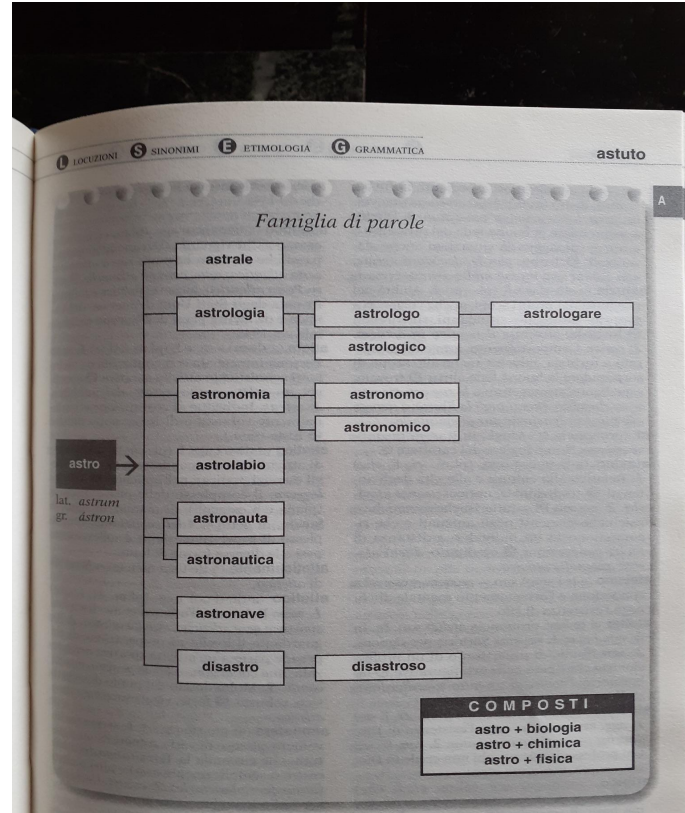 L LOCUZIONI S SINONIMI E ETIMOLOGIA G GRAMMATICA
astuto
A
Famiglia di parole
astrale
astrologia astrologo astrologare
astrologico
astronomia astronomo
astronomico
astro
lat. astrum
gr. ástron
astrolabio
astronauta
astronautica
astronave
disastro disastroso
COMPOSTI
astro + biologia
astro + chimica
astro + fisica